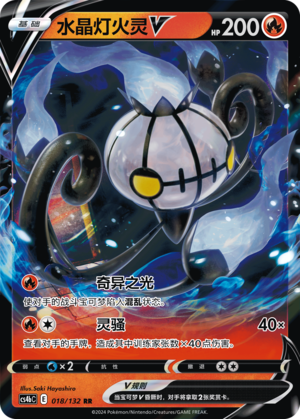 基础 水晶灯火灵V HP 200
奇异之光
使对手的战斗宝可梦陷入混乱状态。
灵骚 40×
查看对手的手牌，造成其中训练家张数×40点伤害。
弱点 ×2 抵抗力 撤退
Illus. Saki Hayashiro
CS4bC E 018/132 RR
V规则
当宝可梦V昏厥时，对手将拿取2张奖赏卡。
©2024 Pokémon/Nintendo/Creatures/GAME FREAK.